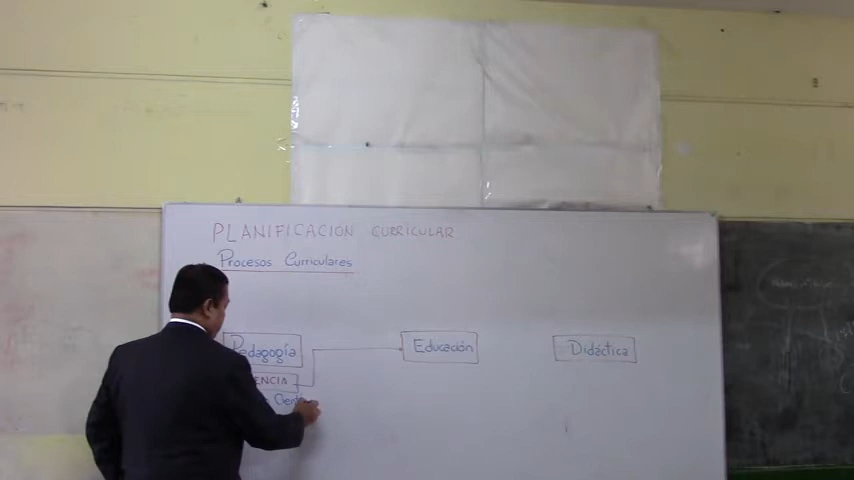 PLANIFICACION CURRICULAR
Procesos Curriculares
Pedagogía
Educación
Didáctica